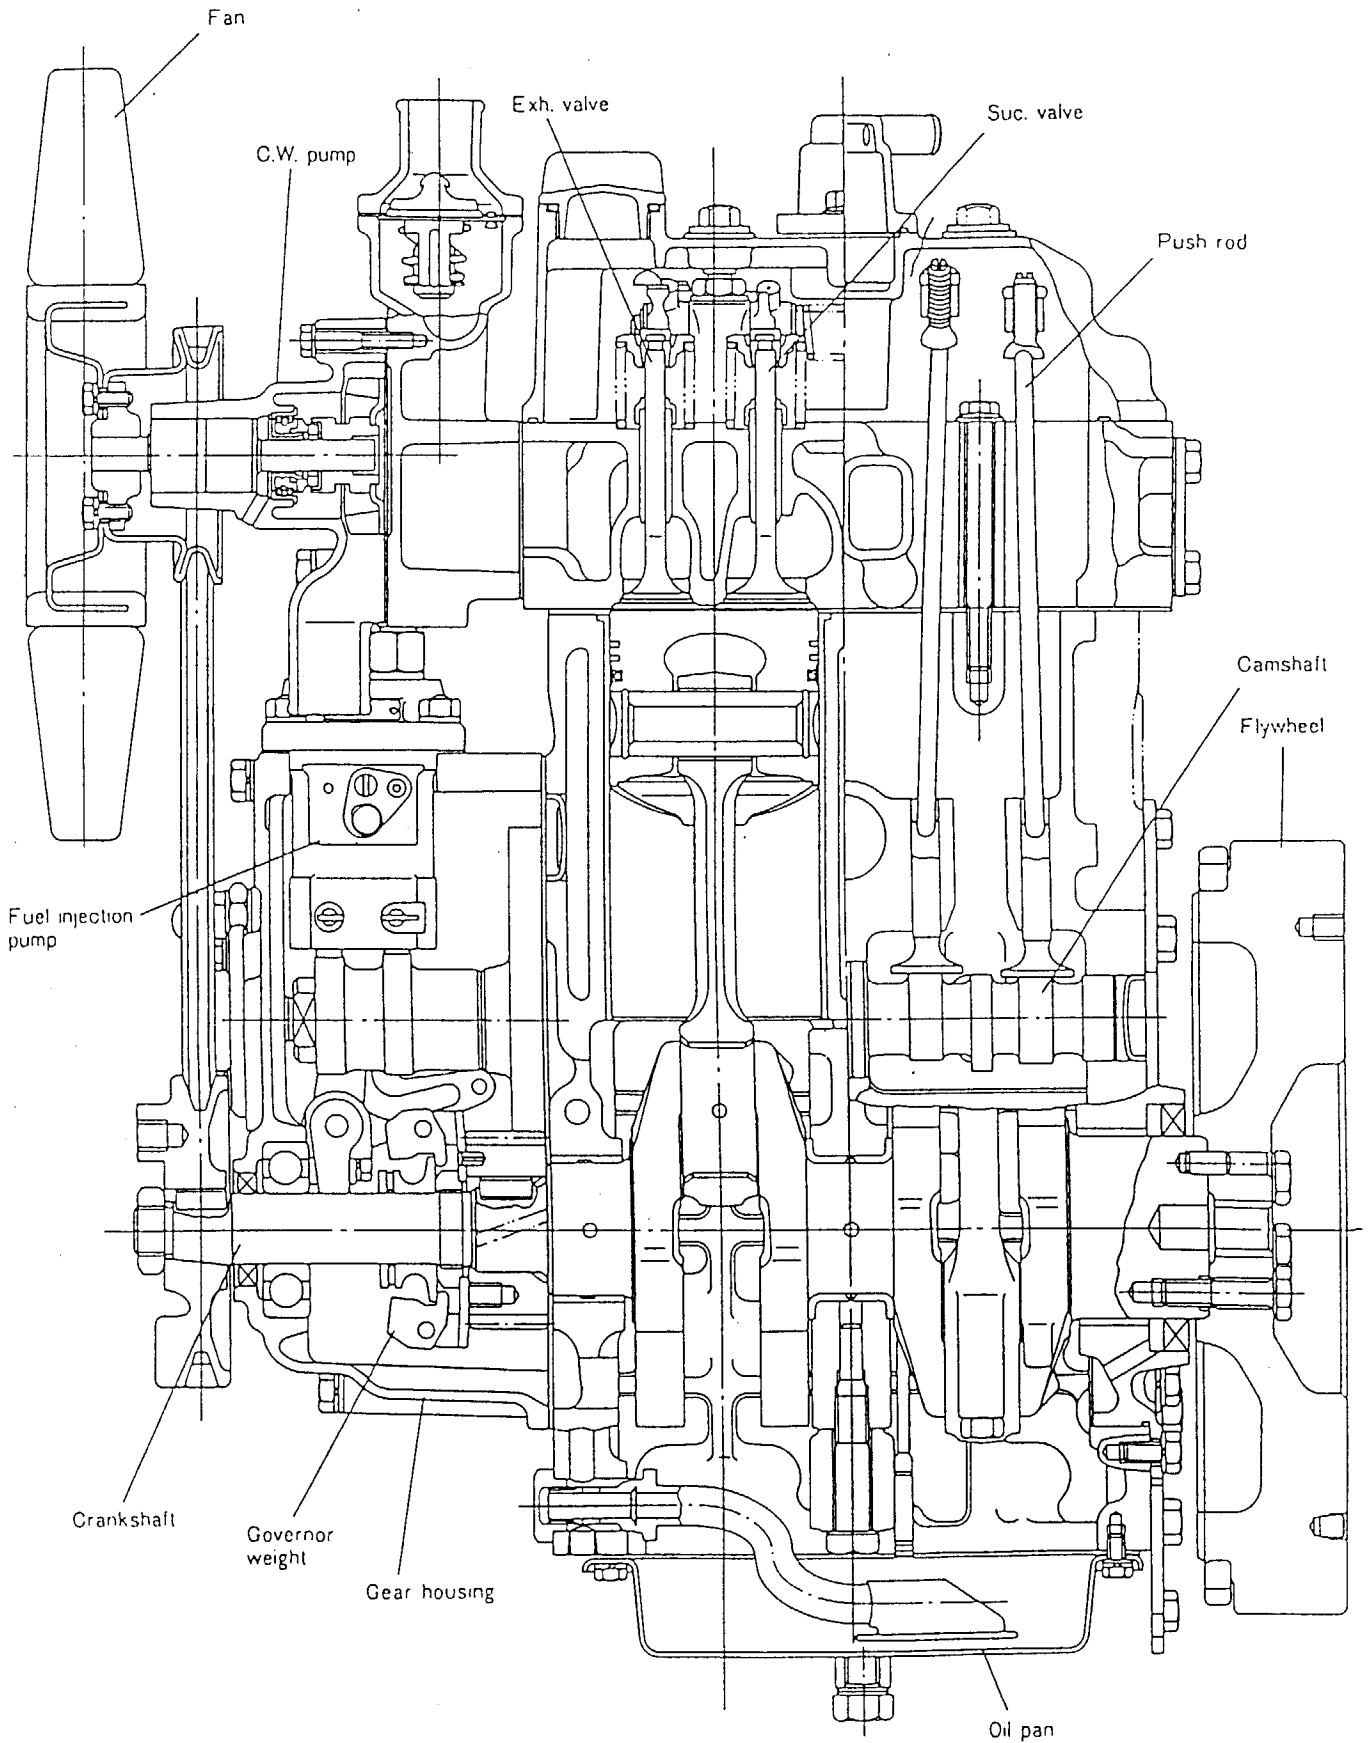 Fan
Exh. valve
Suc. valve
C.W. pump
Push rod
Camshaft
Flywheel
Fuel injection
pump
Crankshaft
Governor
weight
Gear housing
Oil pan